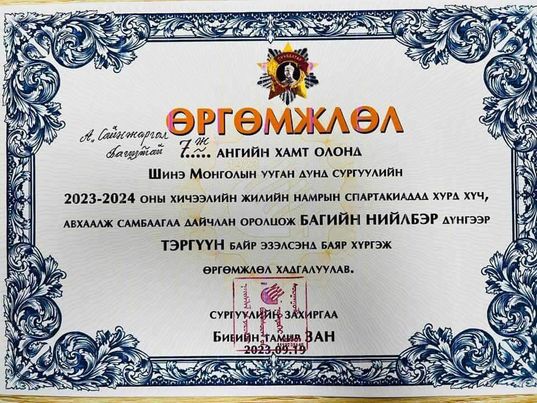 ӨРГӨМЖЛӨЛ
А. Сайнжаргал
багштай 7 ж ..... АНГИЙН ХАМТ ОЛОНД
ШИНЭ МОНГОЛЫН УУГАН ДУНД СУРГУУЛИЙН
2023-2024 ОНЫ ХИЧЭЭЛИЙН ЖИЛИЙН НАМРЫН СПАРТАКИАДАД ХУРД ХҮЧ,
АВХААЛЖ САМБААГАА ДАЙЧЛАН ОРОЛЦОЖ БАГИЙН НИЙЛБЭР ДҮНГЭЭР
ТЭРГҮҮН БАЙР ЭЗЭЛСЭНД БАЯР ХҮРГЭЖ
ӨРГӨМЖЛӨЛ ХАДГАЛУУЛАВ.
СУРГУУЛИЙН ЗАХИРГАА
БИЕИЙН ТАМИР ЗАН
2023,09,19